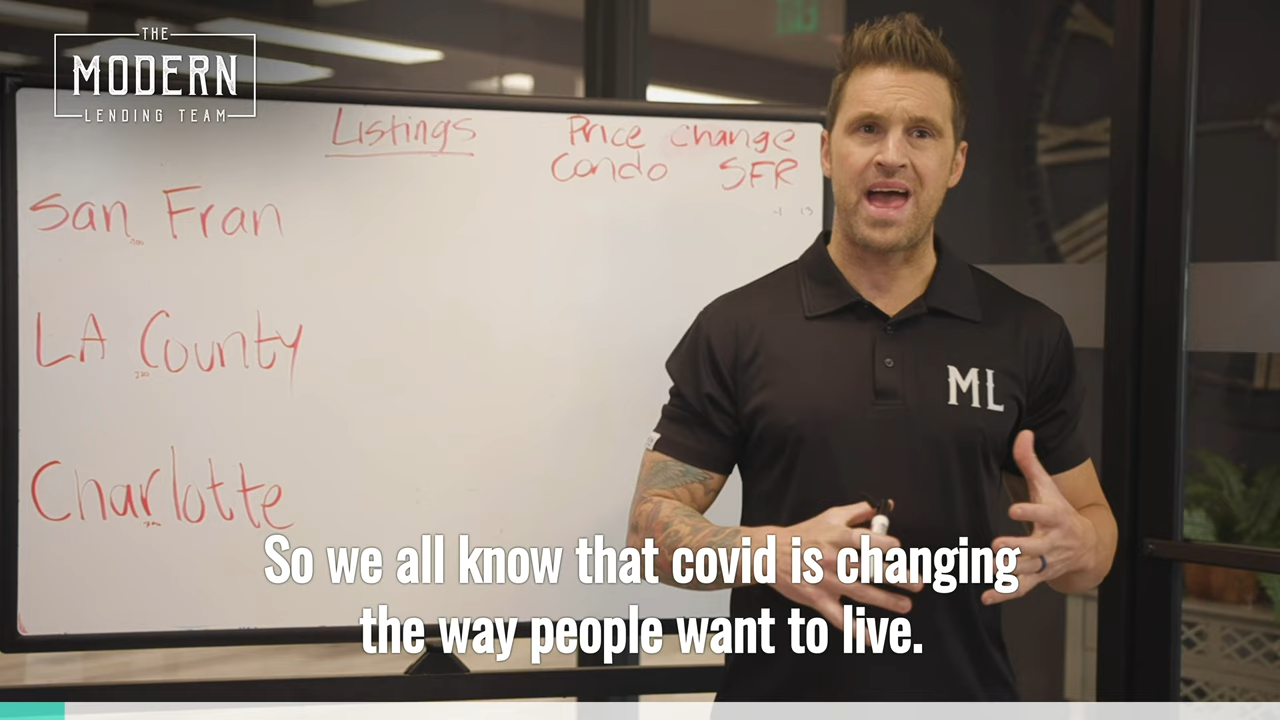 THE
MODERN
LENDING TEAM
Listings
Price change
Condo SFR
San Fran
LA County
Charlotte
ML
So we all know that covid is changing
the way people want to live.